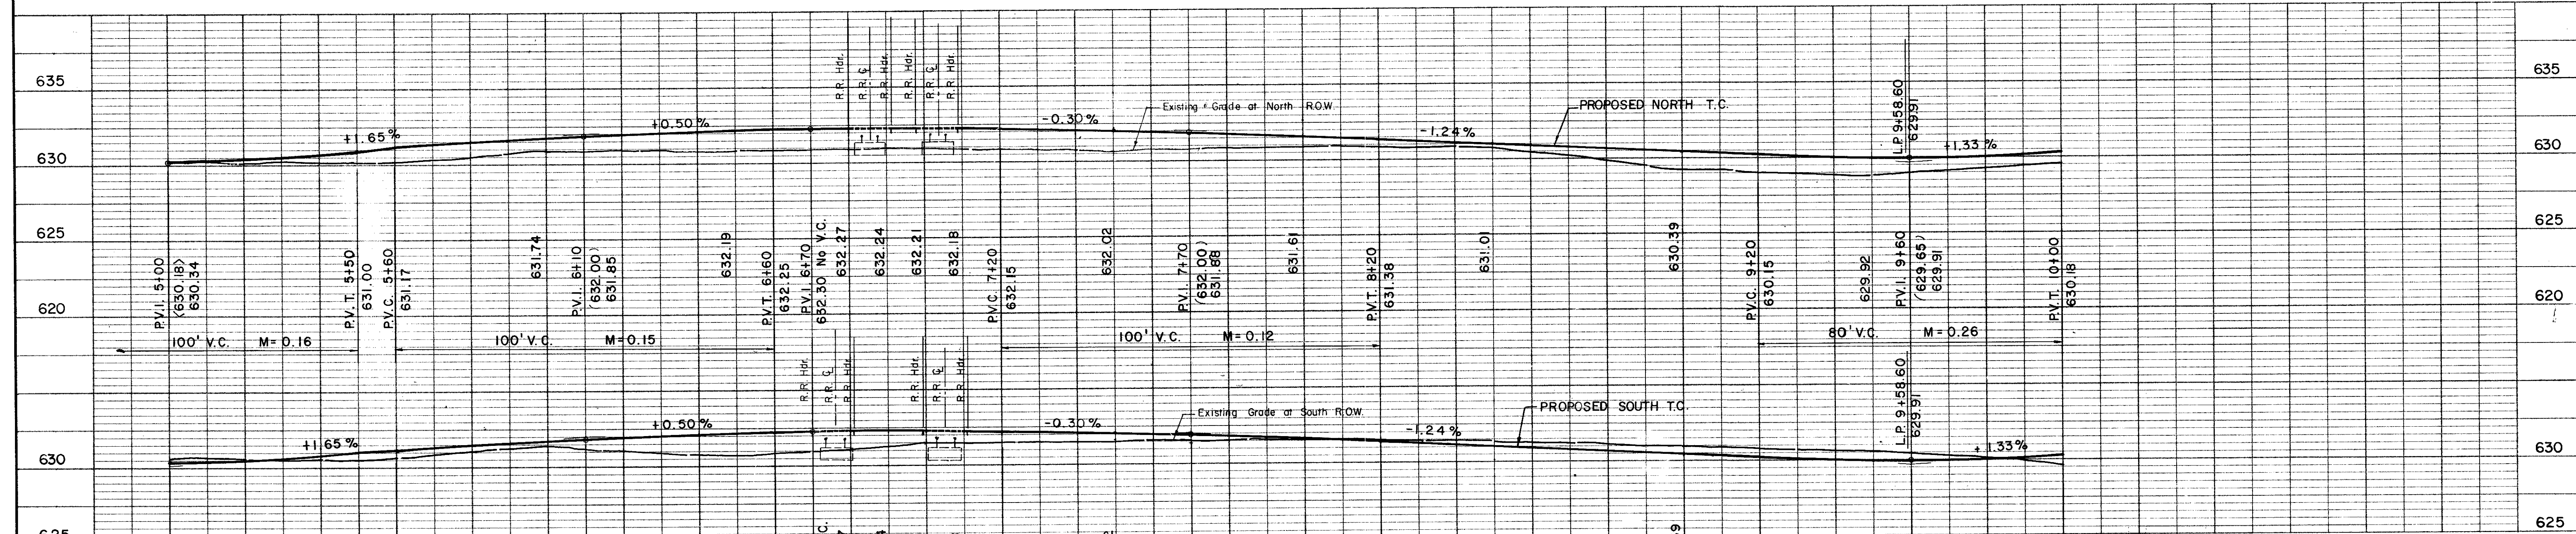 635
635
R.R. Hdr.
R.R. ℄
R.R. Hdr.
R.R. Hdr.
R.R. ℄
R.R. Hdr.
Existing Grade at North R.O.W.
PROPOSED NORTH T.C.
L.P. 9+58.60
629.91
+1.65%
+0.50%
-0.30%
-1.24%
+1.33%
630
630
625
625
P.V.I. 5+00
(630.18)
630.34
P.V.T. 5+50
631.00
P.V.C. 5+60
631.17
631.74
P.V.I. 6+10
(632.00)
631.85
632.19
P.V.T. 6+60
632.25
P.V.I. 6+70
632.30 No V.C.
632.27
632.24
632.21
632.18
P.V.C. 7+20
632.15
632.02
P.V.I. 7+70
(632.00)
631.88
631.61
P.V.T. 8+20
631.38
631.01
630.39
P.V.C. 9+20
630.15
629.92
P.V.I. 9+60
(629.65)
629.91
P.V.T. 10+00
630.18
620
620
100' V.C. M=0.16
100' V.C. M=0.15
100' V.C. M=0.12
80' V.C. M=0.26
R.R. Hdr.
R.R. ℄
R.R. Hdr.
R.R. Hdr.
R.R. ℄
R.R. Hdr.
Existing Grade at South R.O.W.
PROPOSED SOUTH T.C.
L.P. 9+58.60
629.91
+1.65%
+0.50%
-0.30%
-1.24%
+1.33%
630
630
625
625